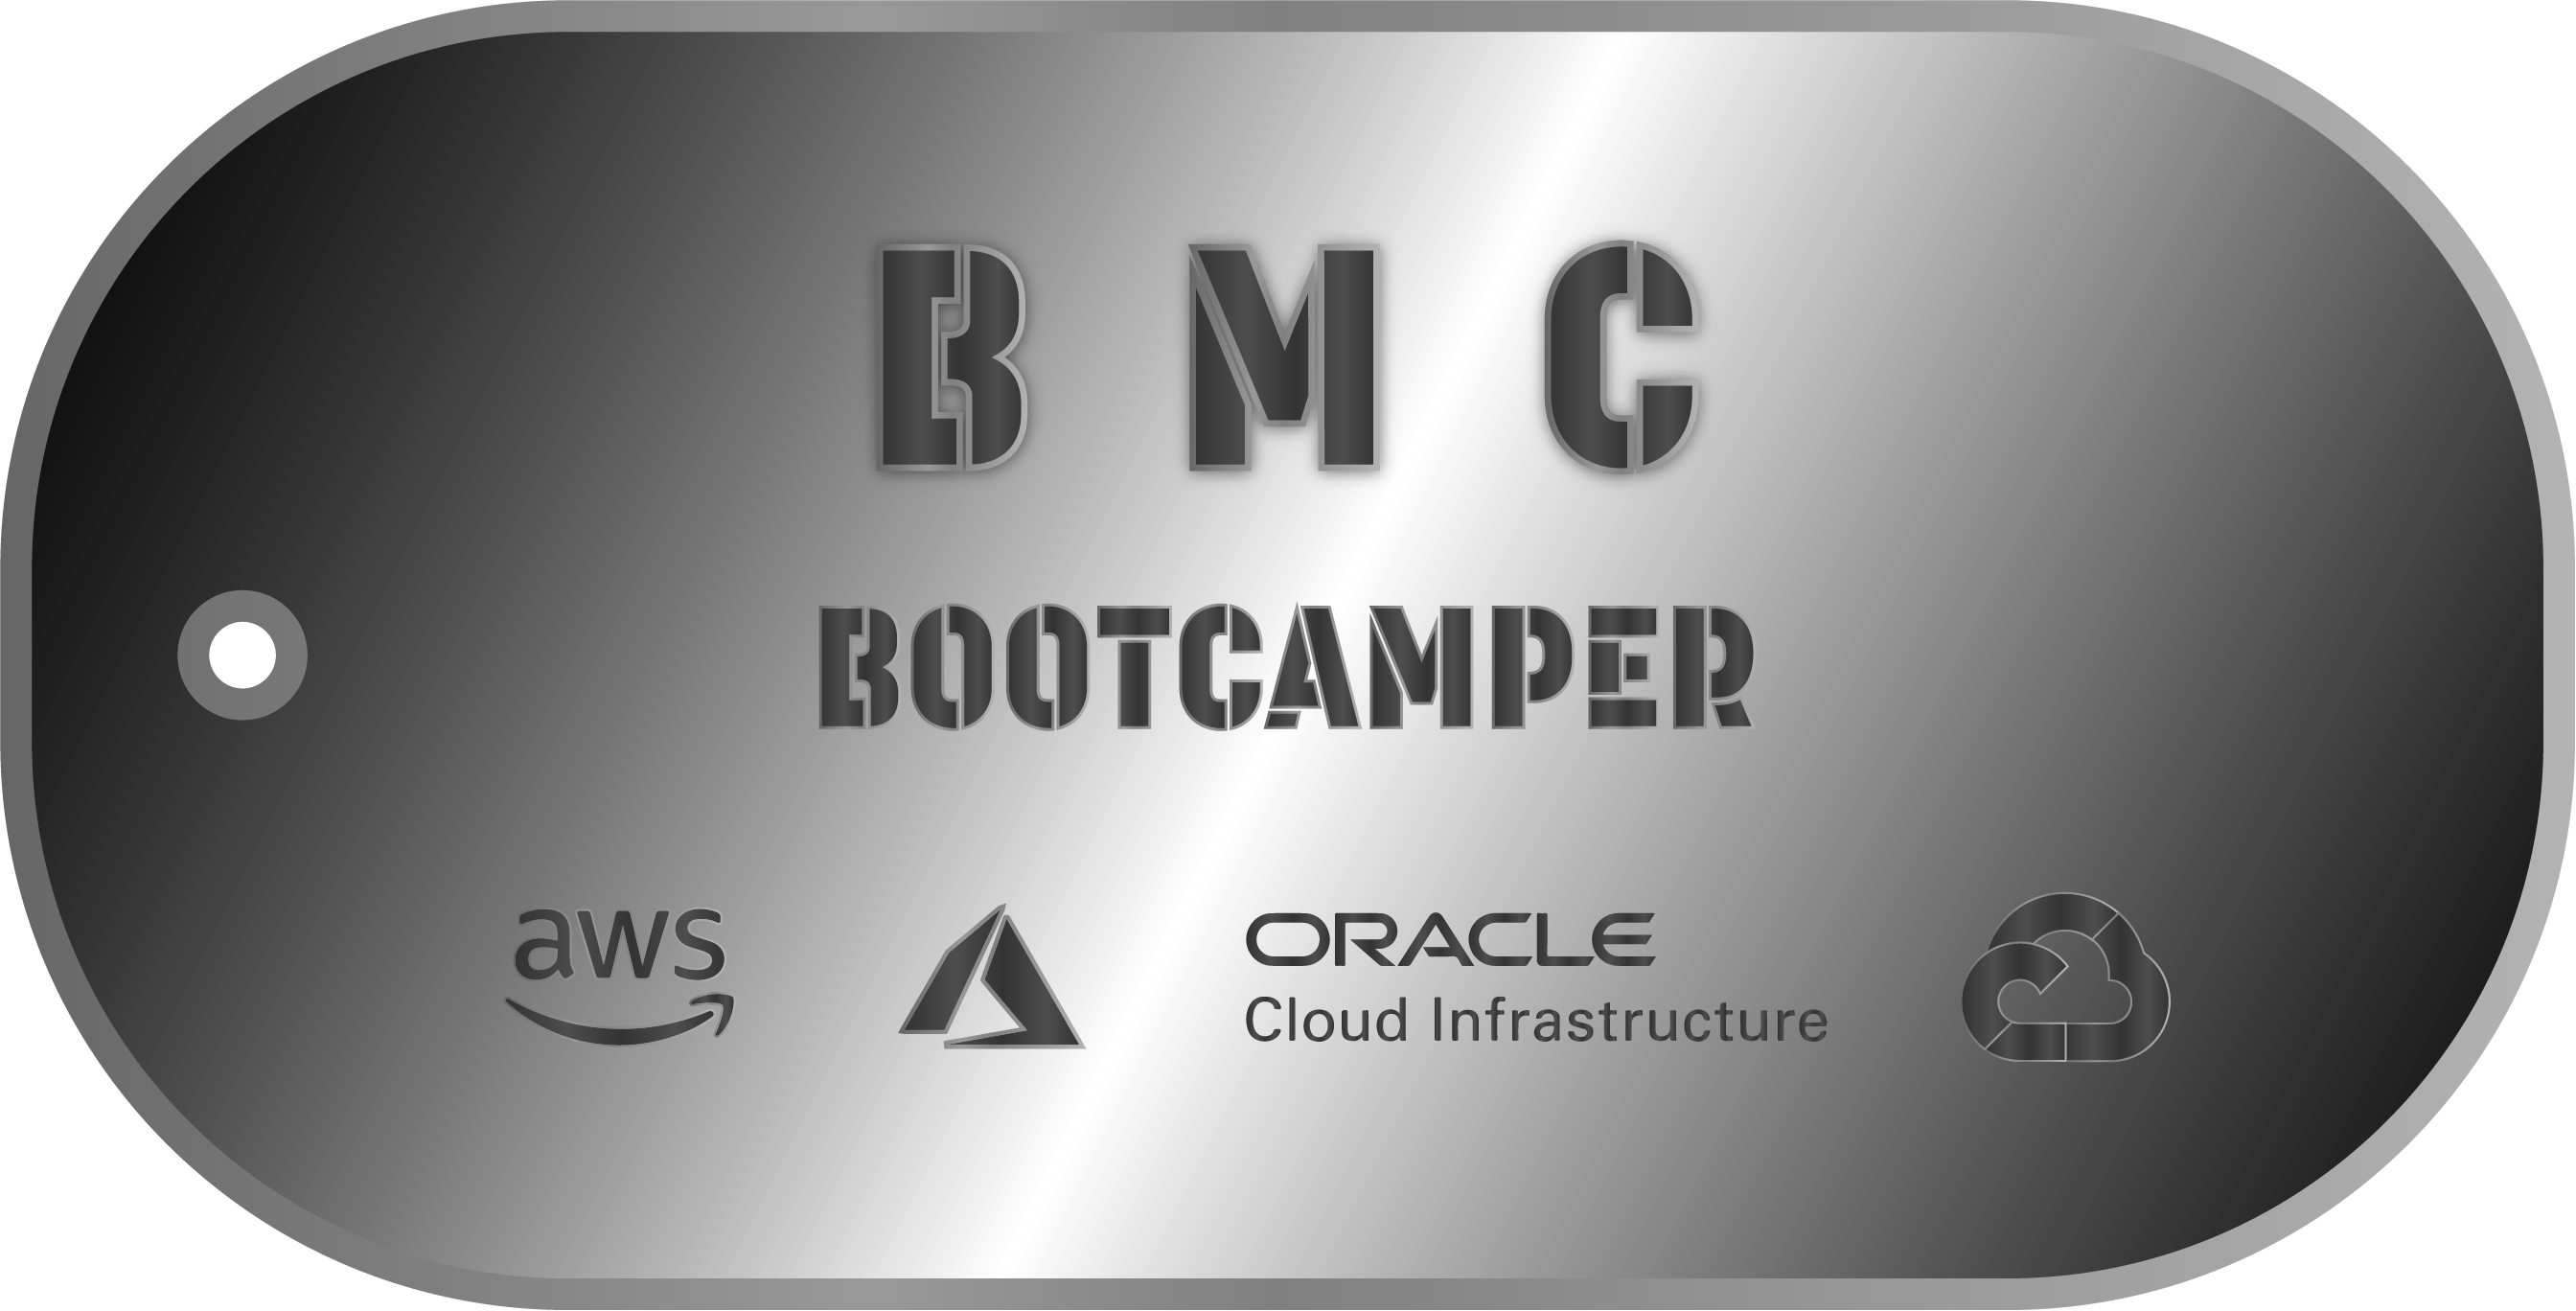 B M C
BOOTCAMPER
aws
ORACLE
Cloud Infrastructure